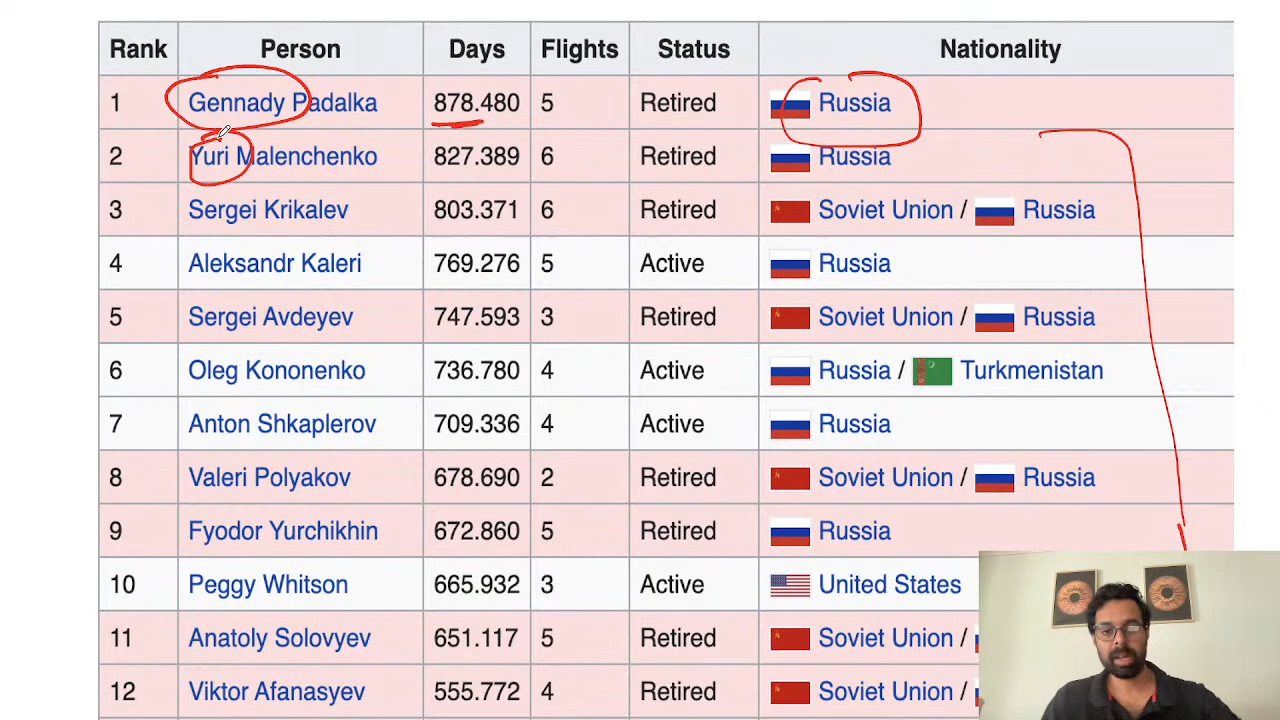 Rank Person Days Flights Status Nationality
1 Gennady Padalka 878.480 5 Retired Russia
2 Yuri Malenchenko 827.389 6 Retired Russia
3 Sergei Krikalev 803.371 6 Retired Soviet Union / Russia
4 Aleksandr Kaleri 769.276 5 Active Russia
5 Sergei Avdeyev 747.593 3 Retired Soviet Union / Russia
6 Oleg Kononenko 736.780 4 Active Russia / Turkmenistan
7 Anton Shkaplerov 709.336 4 Active Russia
8 Valeri Polyakov 678.690 2 Retired Soviet Union / Russia
9 Fyodor Yurchikhin 672.860 5 Retired Russia
10 Peggy Whitson 665.932 3 Active United States
11 Anatoly Solovyev 651.117 5 Retired Soviet Union /
12 Viktor Afanasyev 555.772 4 Retired Soviet Union /